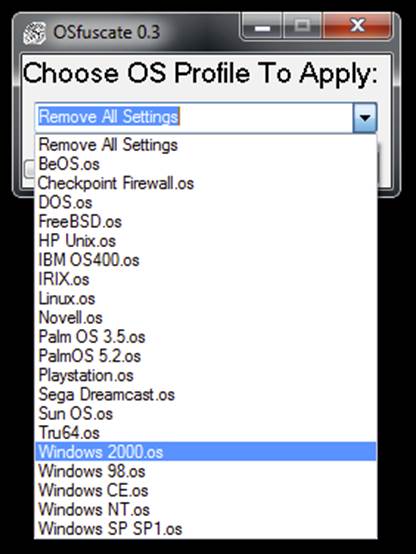 OSfuscate 0.3
Choose OS Profile To Apply:
Remove All Settings
Remove All Settings
BeOS.os
Checkpoint Firewall.os
DOS.os
FreeBSD.os
HP Unix.os
IBM OS400.os
IRIX.os
Linux.os
Novell.os
Palm OS 3.5.os
PalmOS 5.2.os
Playstation.os
Sega Dreamcast.os
Sun OS.os
Tru64.os
Windows 2000.os
Windows 98.os
Windows CE.os
Windows NT.os
Windows SP SP1.os